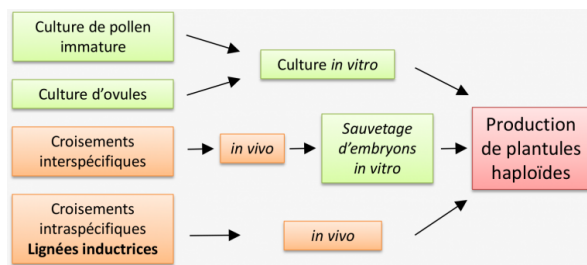 Culture de pollen
immature
Culture d'ovules
Culture in vitro
Croisements
interspécifiques
in vivo
Sauvetage
d'embryons
in vitro
Production
de plantules
haploïdes
Croisements
intraspécifiques
Lignées inductrices
in vivo